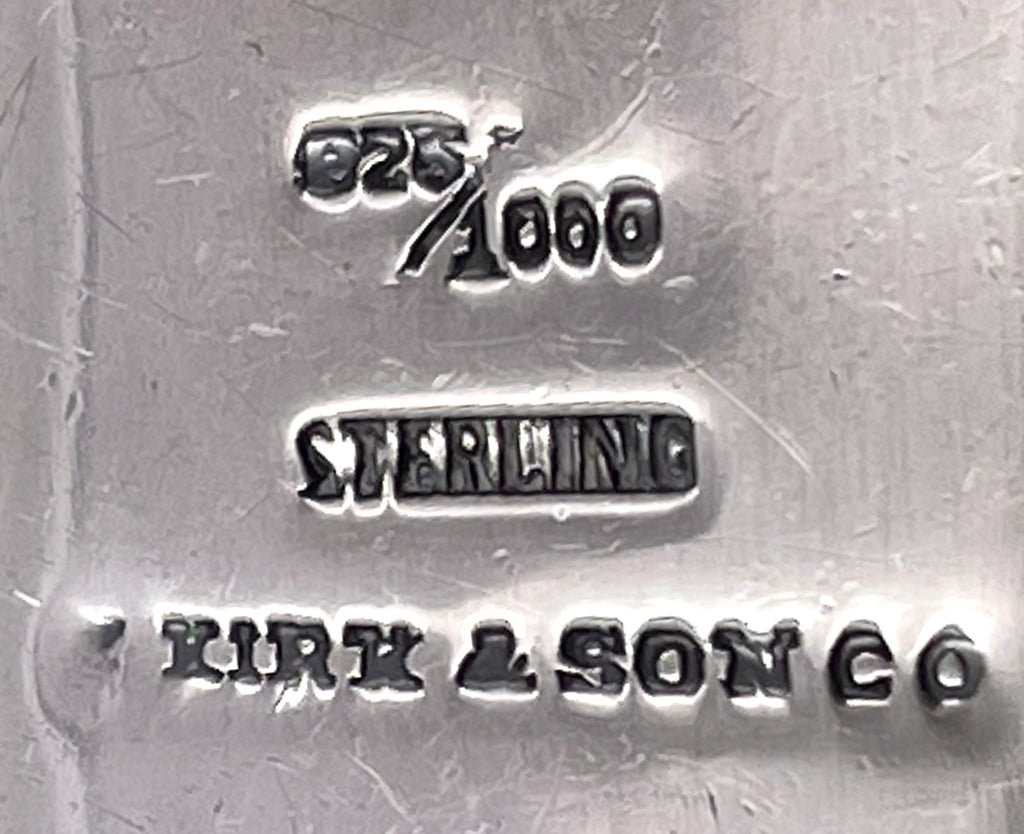 925/1000
STERLING
KIRK & SON CO